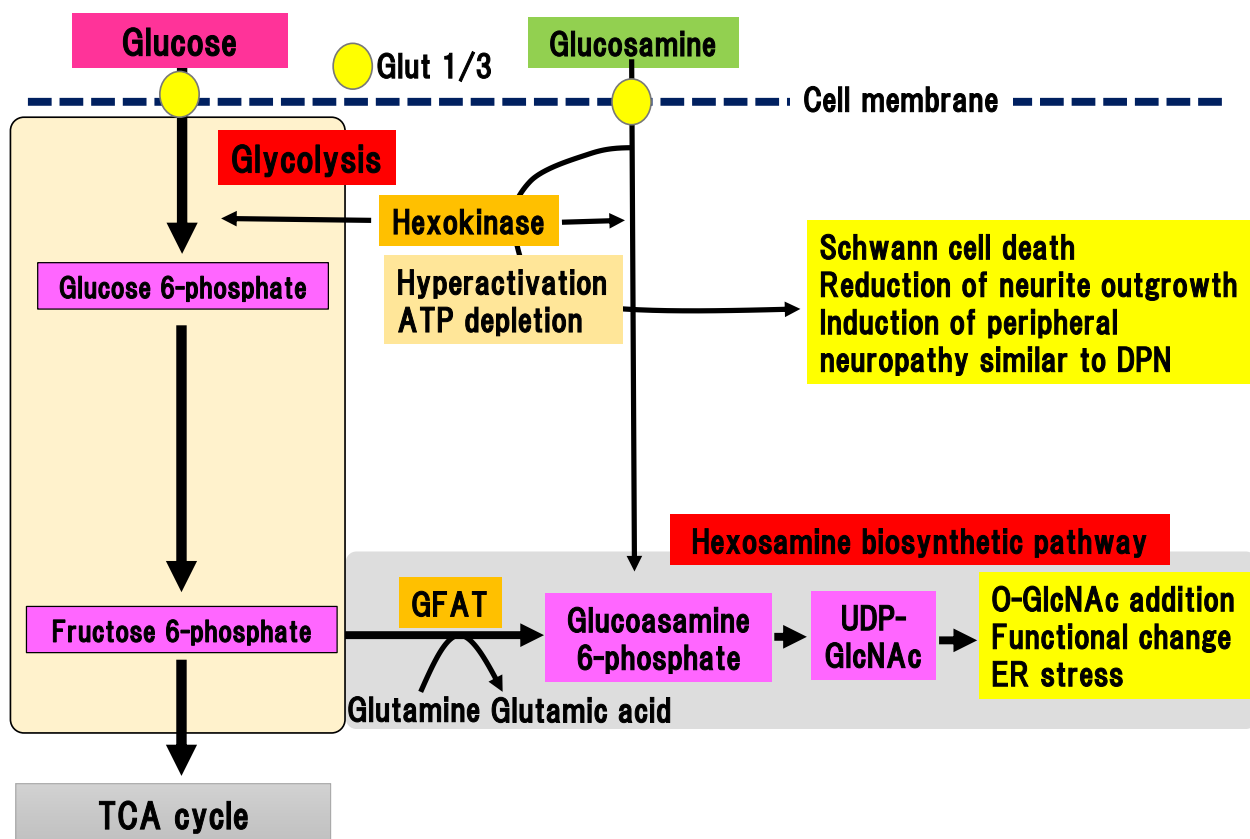 Glucose
Glut 1/3
Glucosamine
Cell membrane
Glycolysis
Hexokinase
Hyperactivation
ATP depletion
Schwann cell death
Reduction of neurite outgrowth
Induction of peripheral
neuropathy similar to DPN
Glucose 6-phosphate
Hexosamine biosynthetic pathway
Fructose 6-phosphate
GFAT
Glutamine
Glutamic acid
Glucoasamine
6-phosphate
UDP-
GlcNAc
O-GlcNAc addition
Functional change
ER stress
TCA cycle